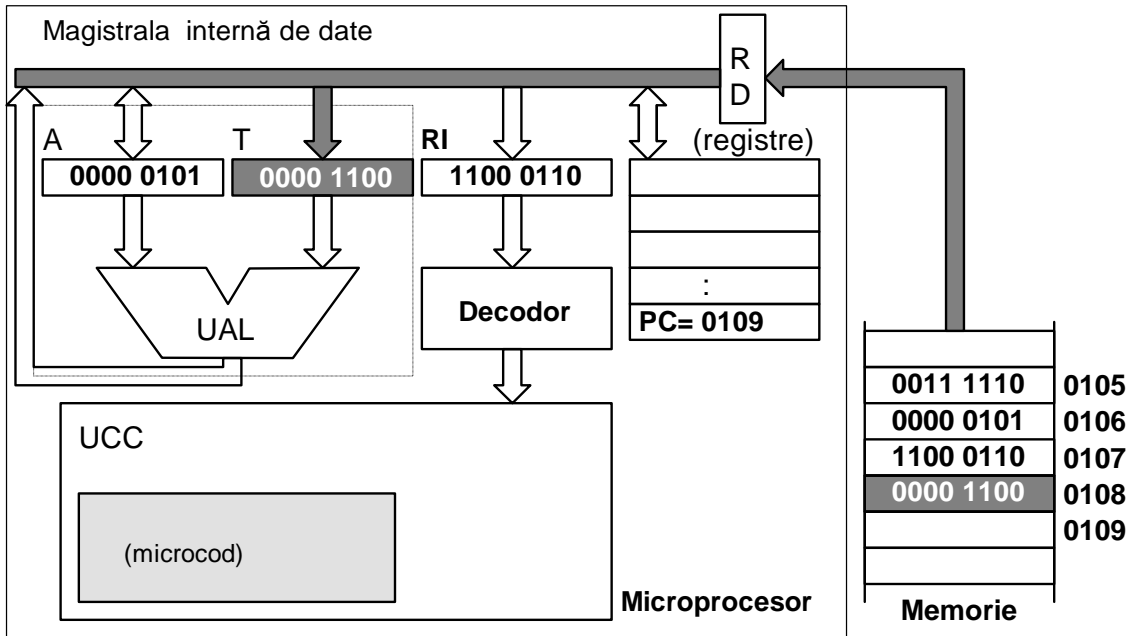 Magistrala internă de date
R
D
A
T
RI
(registre)
0000 0101
0000 1100
1100 0110
:
UAL
Decodor
PC= 0109
0011 1110 0105
0000 0101 0106
1100 0110 0107
0000 1100 0108
0109
UCC
(microcod)
Microprocesor
Memorie